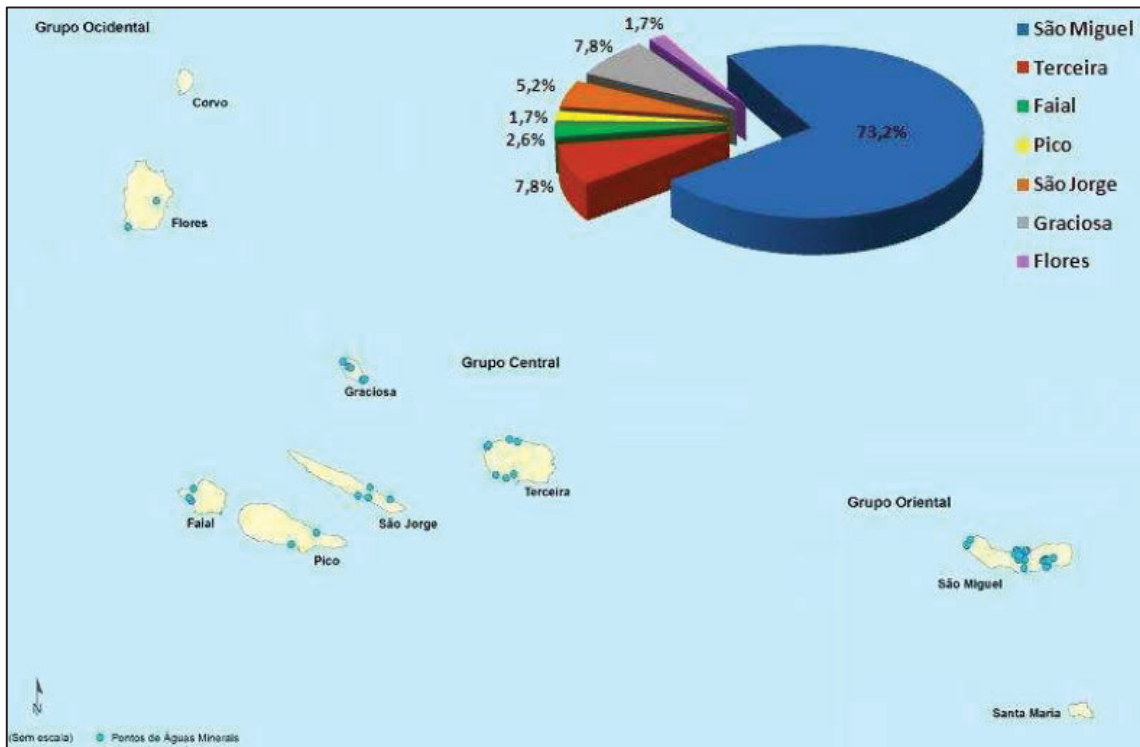 Grupo Ocidental
Corvo
Flores
1,7%
7,8%
5,2%
1,7%
2,6%
7,8%
73,2%
São Miguel
Terceira
Faial
Pico
São Jorge
Graciosa
Flores
Grupo Central
Graciosa
Terceira
Faial
São Jorge
Pico
Grupo Oriental
São Miguel
Santa Maria
N
(Sem escala)
Pontos de Águas Minerais